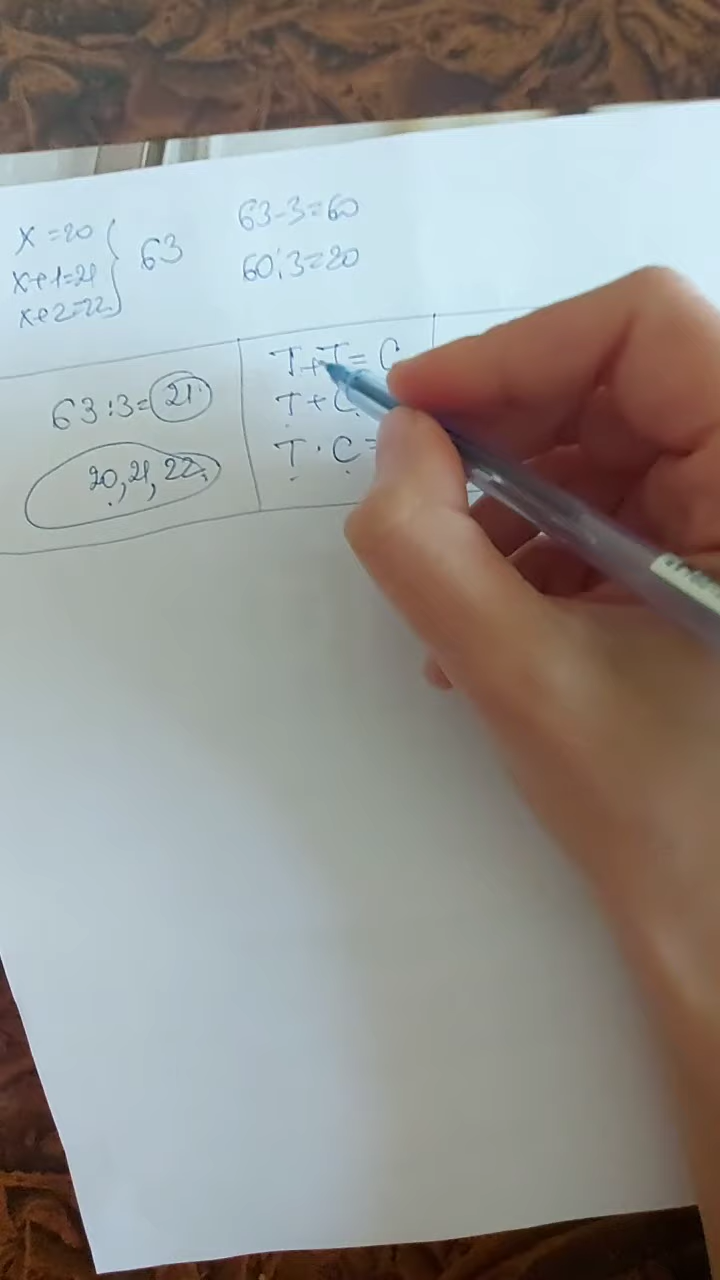 x = 20
x+1=21
x+2=22
63
63-3=60
60:3=20
63:3=21
20, 21, 22
T+T= C
T+C
T·C=